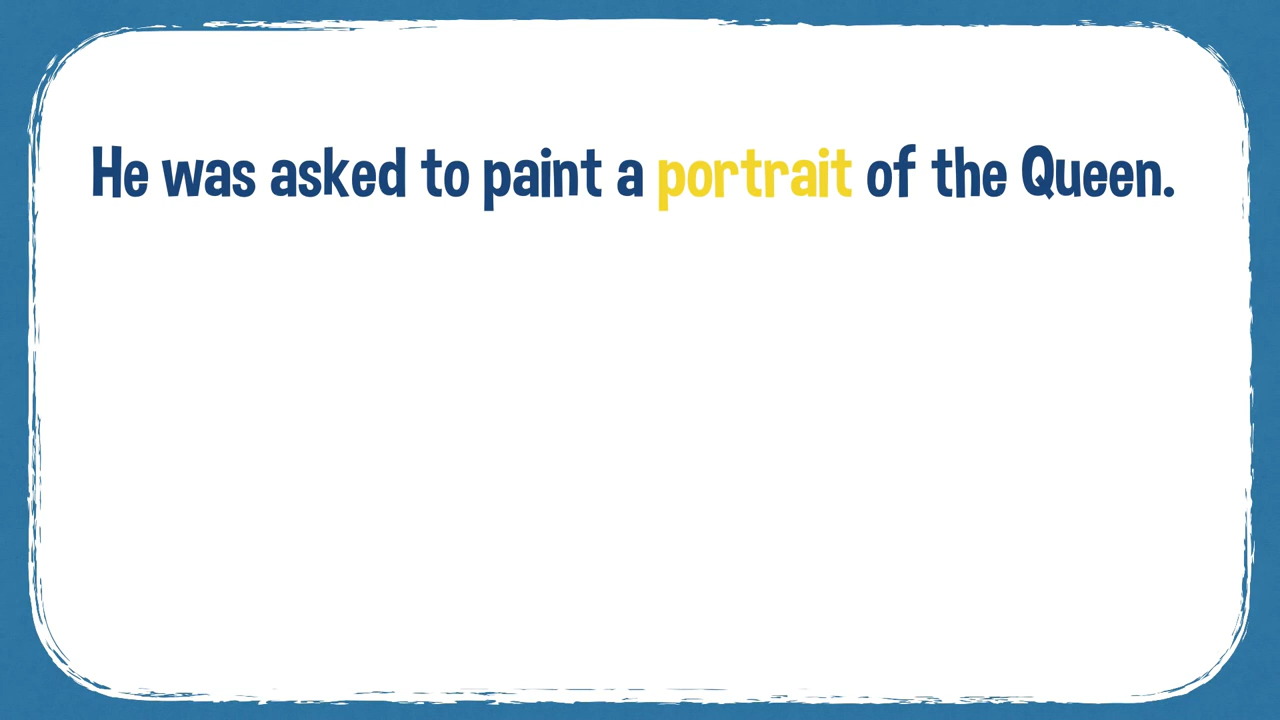 He was asked to paint a portrait of the Queen.